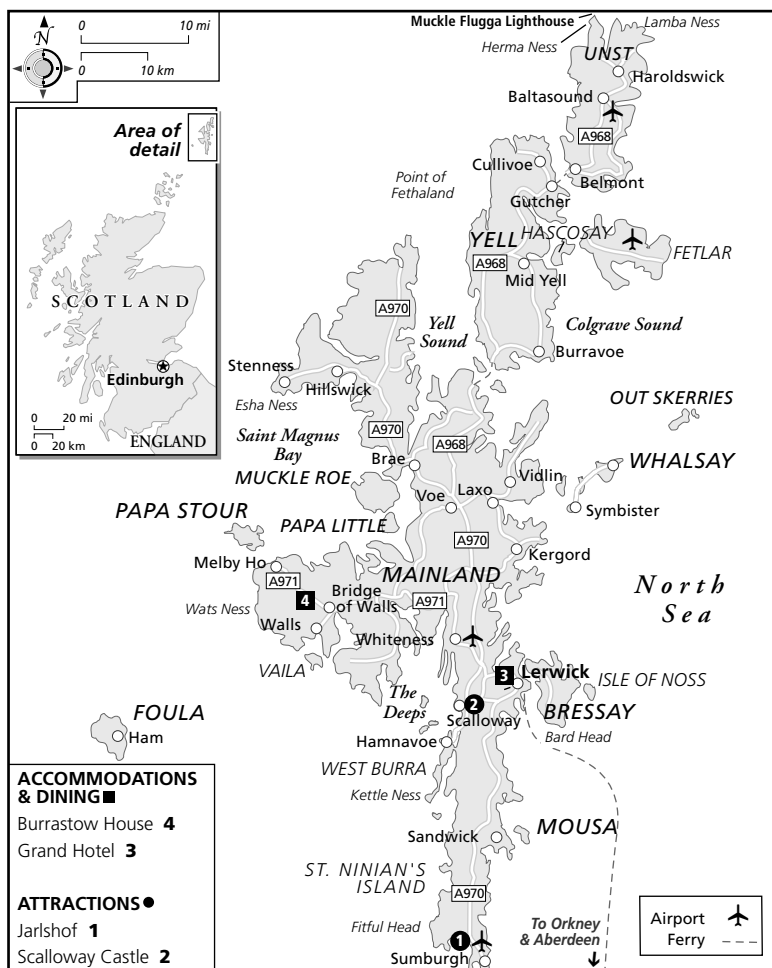 N
0 10 mi
0 10 km
Area of
detail
SCOTLAND
Edinburgh
0 20 mi
0 20 km
ENGLAND
Muckle Flugga Lighthouse
Lamba Ness
Herma Ness
UNST
Haroldswick
Baltasound
A968
Cullivoe
Belmont
Point of
Fethaland
Gutcher
YELL
HASCOSAY
FETLAR
A968
Mid Yell
A970
Yell
Sound
Colgrave Sound
Burravoe
Stenness
Hillswick
Esha Ness
OUT SKERRIES
Saint Magnus
Bay
A970
A968
Brae
MUCKLE ROE
Vidlin
WHALSAY
Voe
Laxo
Symbister
PAPA STOUR
PAPA LITTLE
A970
Kergord
Melby Ho
MAINLAND
A971
A971
North
Sea
Wats Ness
4
Bridge
of Walls
Walls
Whiteness
VAILA
3
Lerwick
ISLE OF NOSS
The
Deeps
2
Scalloway
BRESSAY
FOULA
Ham
Hamnavoe
Bard Head
WEST BURRA
Kettle Ness
Sandwick
MOUSA
ST. NINIAN'S
ISLAND
A970
Fitful Head
1
Sumburgh
To Orkney
& Aberdeen
ACCOMMODATIONS
& DINING
Burrastow House 4
Grand Hotel 3
ATTRACTIONS
Jarlshof 1
Scalloway Castle 2
Airport
Ferry